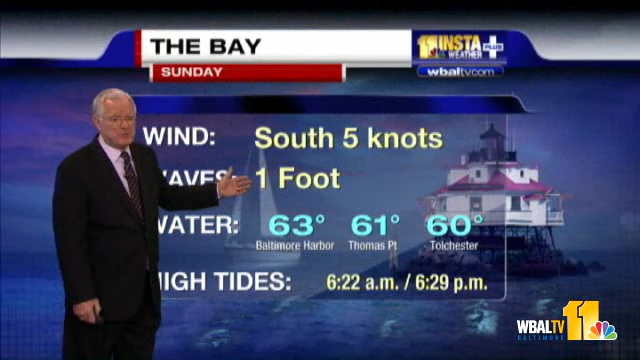 THE BAY
11 INSTA
WEATHER PLUS
SUNDAY
wbaltv.com
WIND: South 5 knots
WAVES: 1 Foot
WATER: 63° 61° 60°
Baltimore Harbor Thomas Pt Tolchester
HIGH TIDES: 6:22 a.m. / 6:29 p.m.
WBALTV 11
BALTIMORE